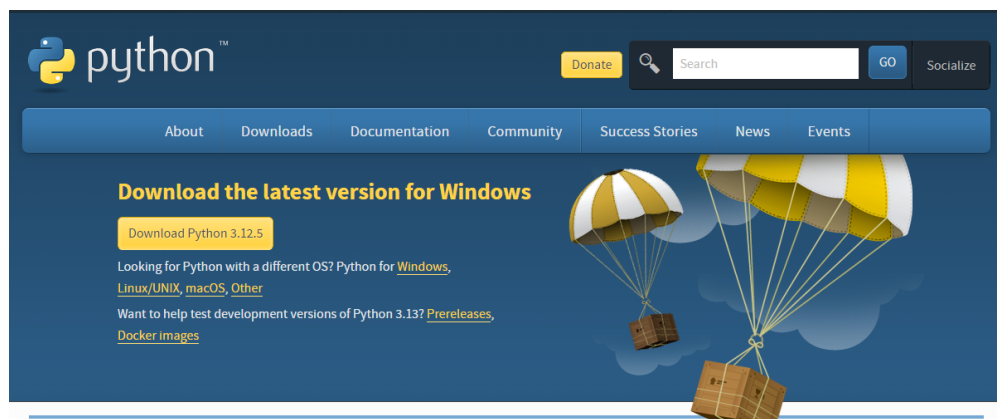 python™
Donate
Search
GO
Socialize
About
Downloads
Documentation
Community
Success Stories
News
Events
Download the latest version for Windows
Download Python 3.12.5
Looking for Python with a different OS? Python for Windows,
Linux/UNIX, macOS, Other
Want to help test development versions of Python 3.13? Prereleases,
Docker images